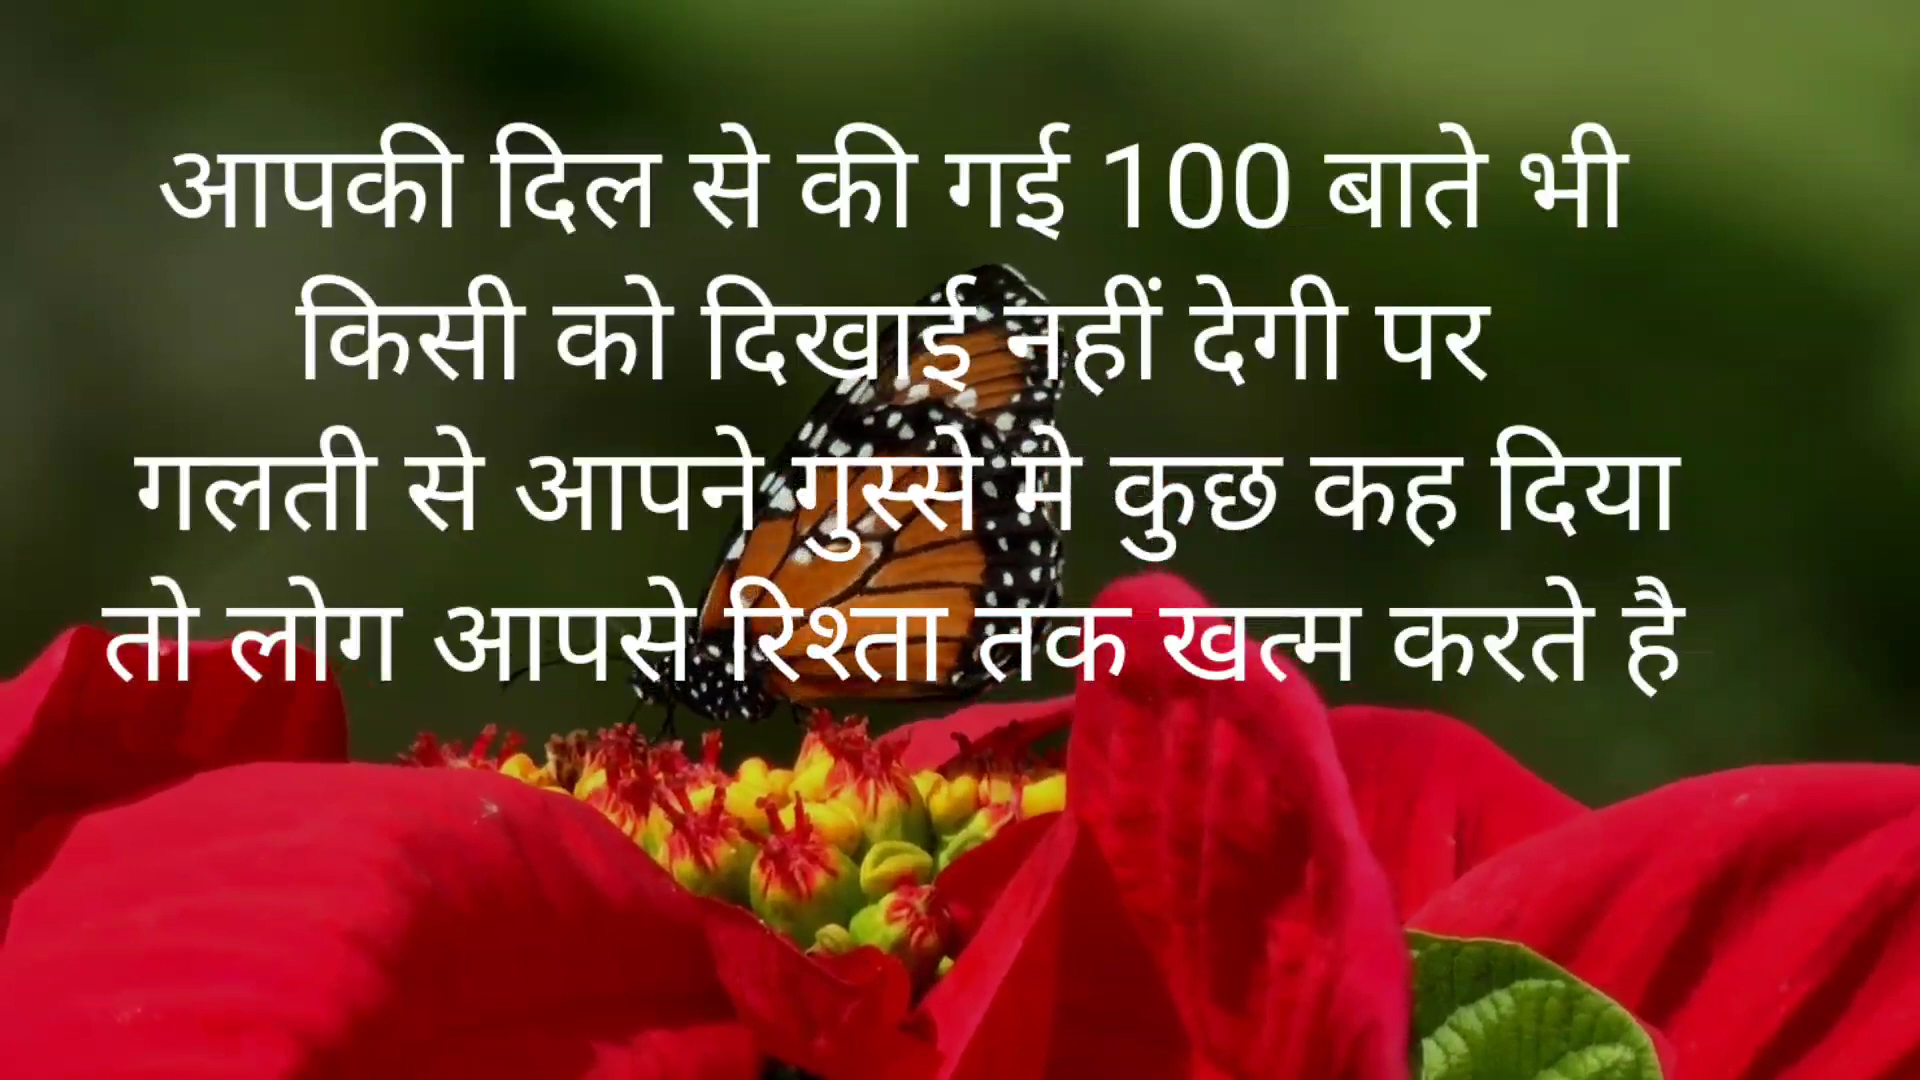 आपकी दिल से की गई 100 बाते भी
किसी को दिखाई नहीं देगी पर
गलती से आपने गुस्से मे कुछ कह दिया
तो लोग आपसे रिश्ता तक खत्म करते है